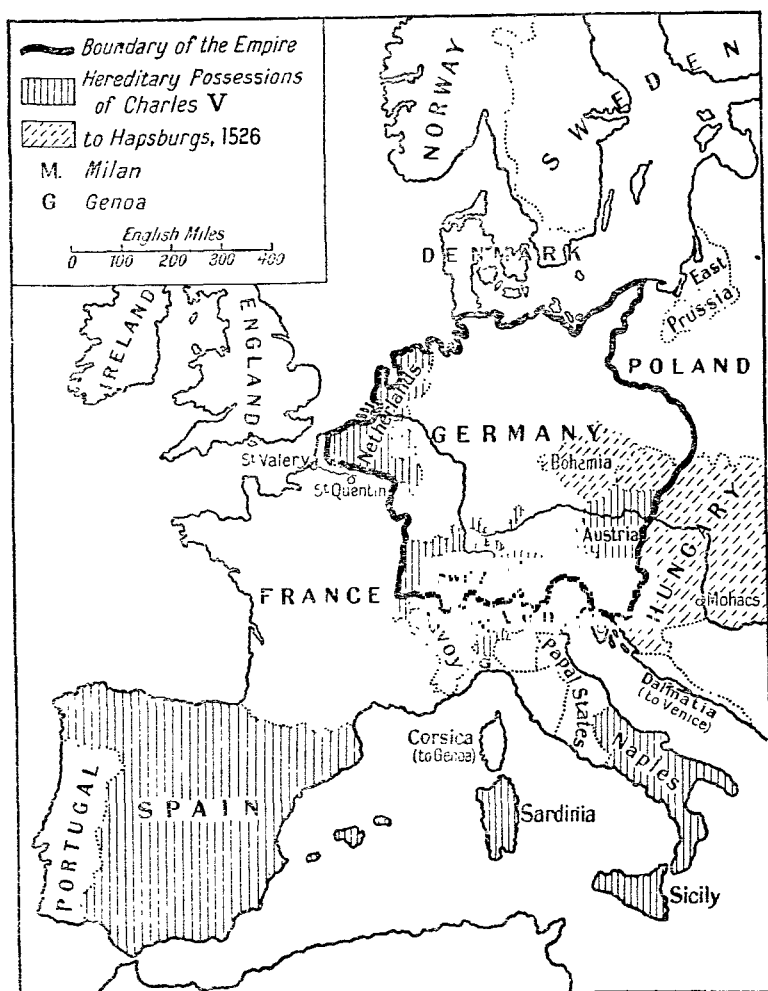 Boundary of the Empire
Hereditary Possessions
of Charles V
to Hapsburgs, 1526
M. Milan
G Genoa
English Miles
0 100 200 300 400
NORWAY
SWEDEN
DENMARK
East
Prussia
IRELAND
ENGLAND
POLAND
Netherlands
GERMANY
St Valery
St Quentin
Bohemia
Austria
HUNGARY
Mohacs
FRANCE
Papal States
Dalmatia
(to Venice)
Corsica
(to Genoa)
Naples
PORTUGAL
SPAIN
Sardinia
Sicily